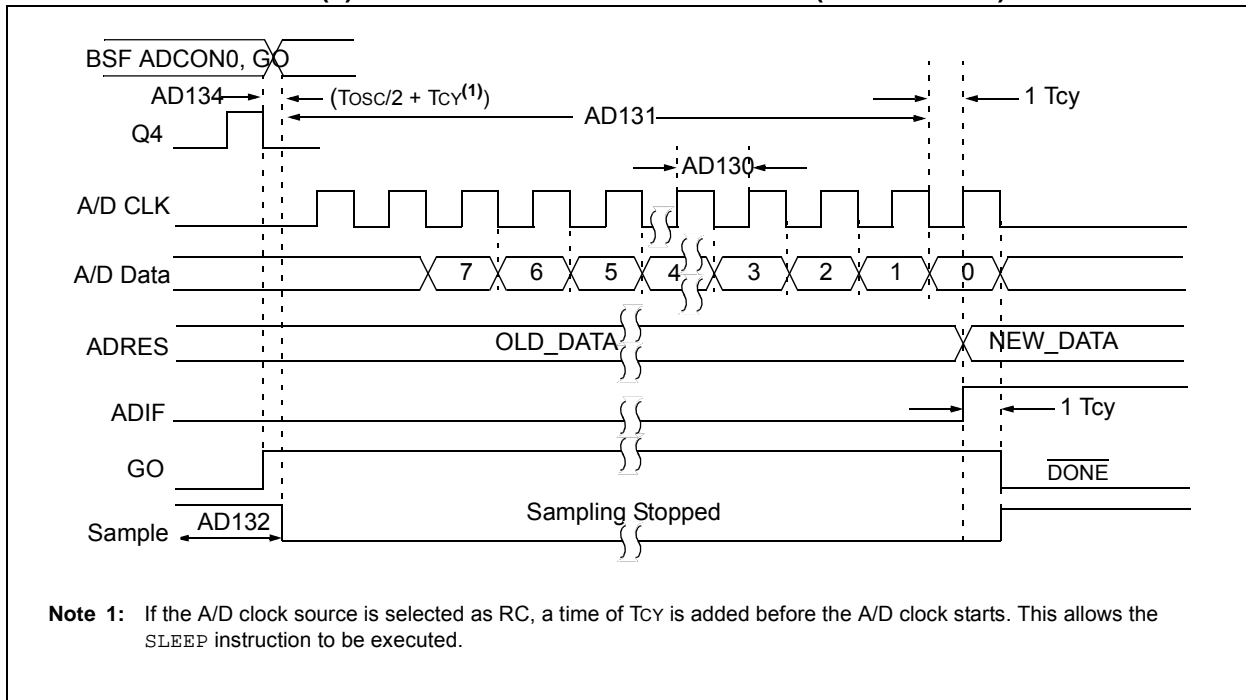 BSF ADCON0, GO
AD134 (TOSC/2 + TCY(1)) 1 Tcy
AD131
Q4
AD130
A/D CLK
A/D Data 7 6 5 4 3 2 1 0
ADRES OLD_DATA NEW_DATA
ADIF 1 Tcy
GO DONE
Sample AD132 Sampling Stopped
Note 1: If the A/D clock source is selected as RC, a time of TCY is added before the A/D clock starts. This allows the
SLEEP instruction to be executed.